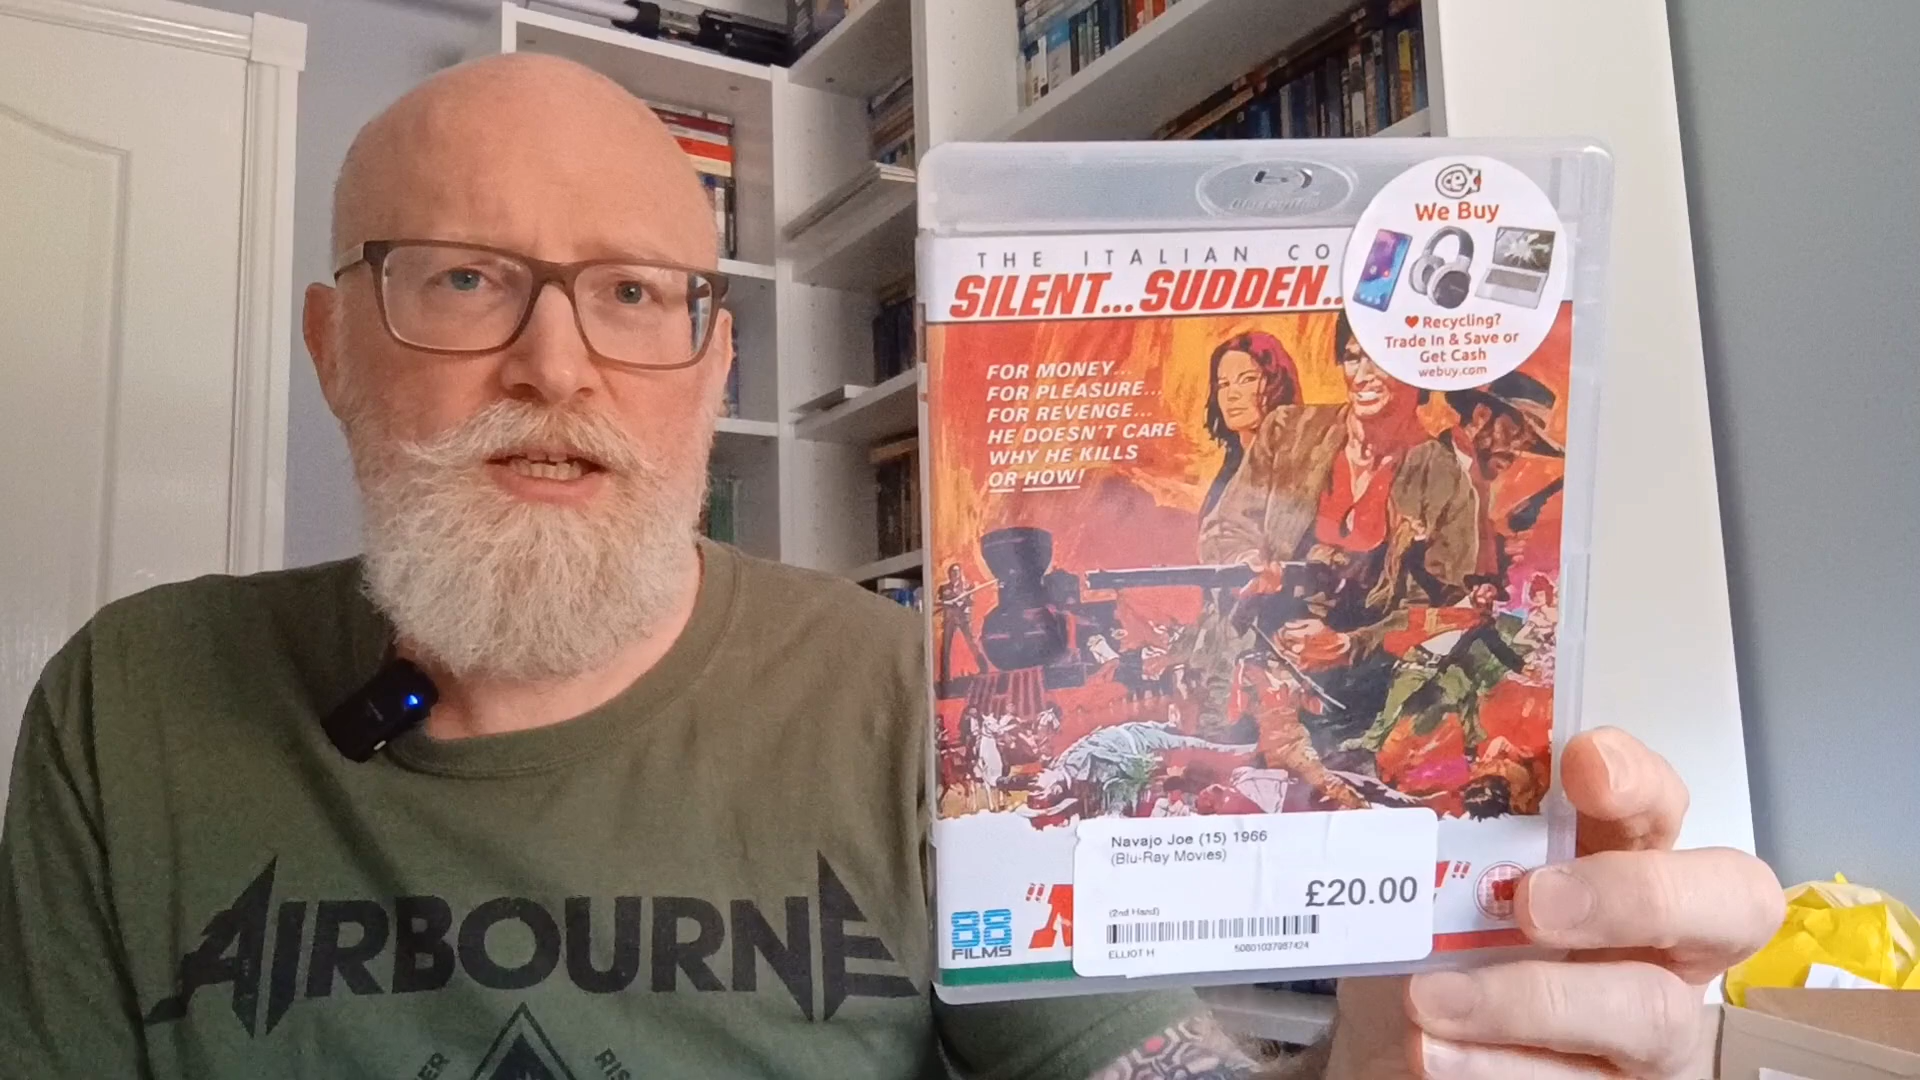 THE ITALIAN CO
SILENT...SUDDEN..
FOR MONEY...
FOR PLEASURE...
FOR REVENGE...
HE DOESN'T CARE
WHY HE KILLS
OR HOW!
CeX
We Buy
Recycling?
Trade In & Save or
Get Cash
webuy.com
Navajo Joe (15) 1966
(Blu-Ray Movies)
£20.00
(2nd Hand)
ELLIOT H
88
FILMS
15
AIRBOURNE